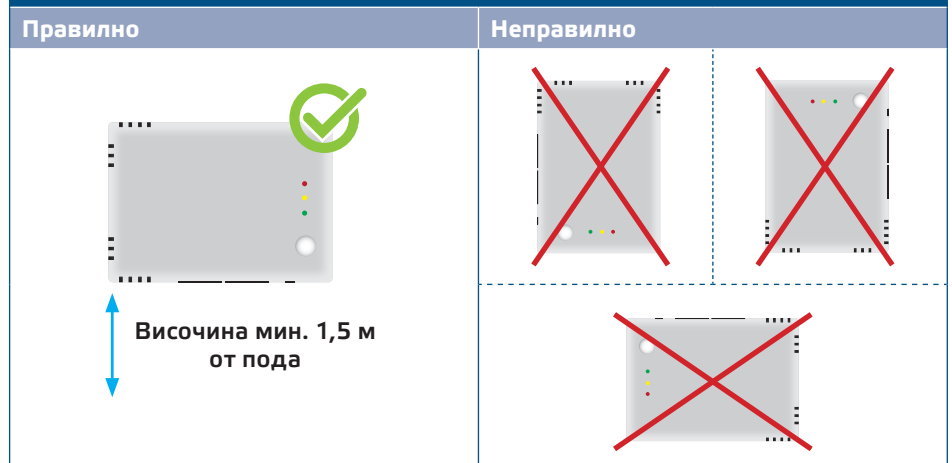 Правилно
Неправилно
Височина мин. 1,5 м
от пода